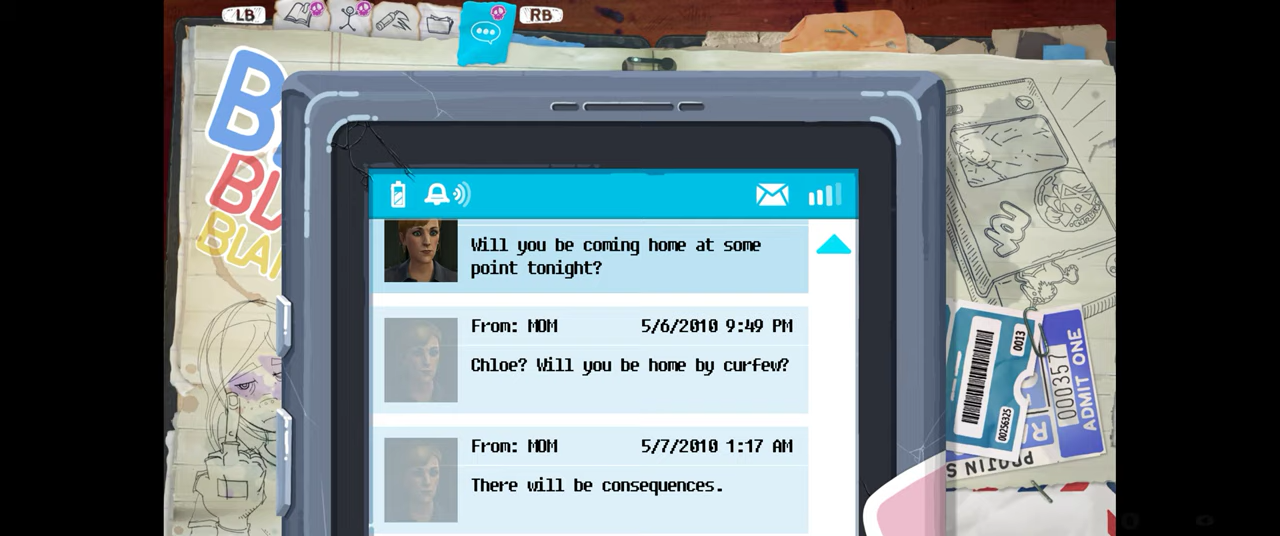 LB
RB
Will you be coming home at some
point tonight?
From: MOM 5/6/2010 9:49 PM
Chloe? Will you be home by curfew?
From: MOM 5/7/2010 1:17 AM
There will be consequences.
0013
00256325
000357
ADMIT ONE